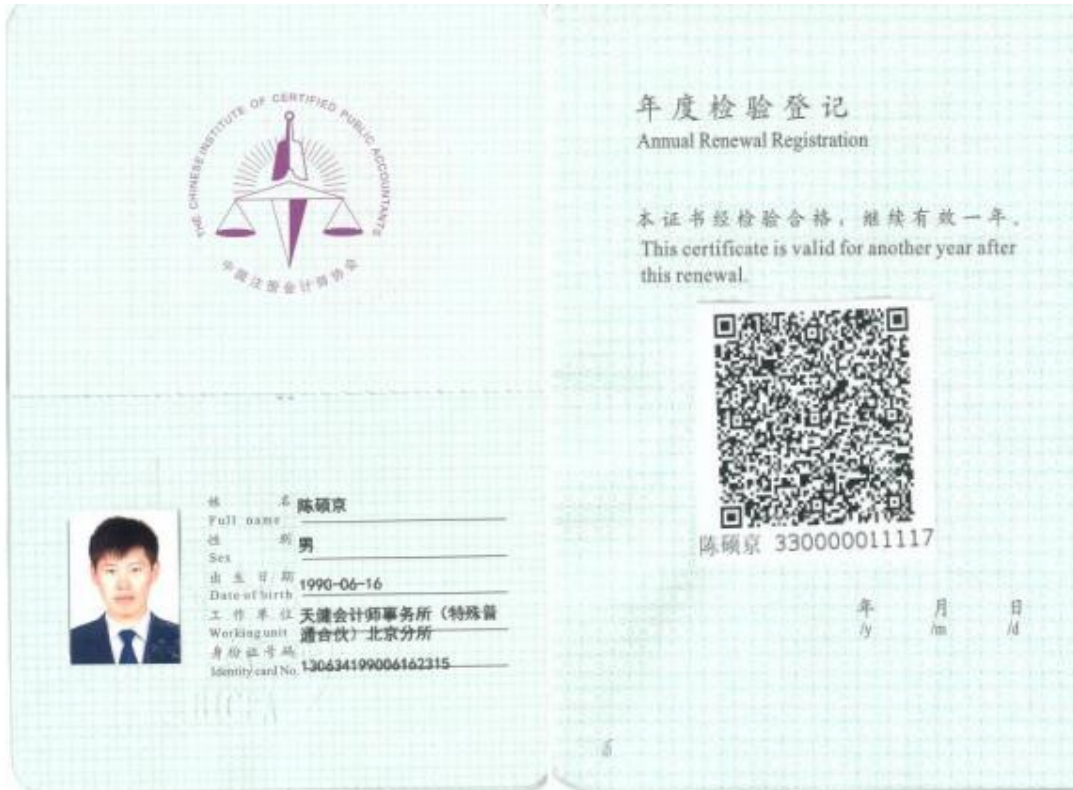 THE CHINESE INSTITUTE OF CERTIFIED PUBLIC ACCOUNTANTS
中国注册会计师协会
姓 名 陈硕京
Full name
性 别 男
Sex
出生日期 1990-06-16
Date of birth
工作单位 天健会计师事务所（特殊普
Working unit 通合伙）北京分所
身份证号码
Identity card No. 130634199006162315
年度检验登记
Annual Renewal Registration
本证书经检验合格，继续有效一年。
This certificate is valid for another year after
this renewal.
陈硕京 330000011117
年 月 日
/y /m /d